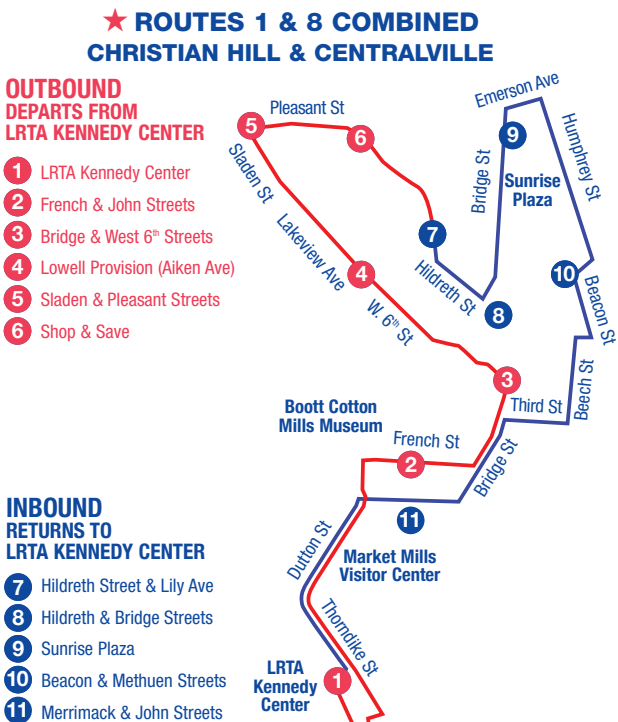 ★ ROUTES 1 & 8 COMBINED
CHRISTIAN HILL & CENTRALVILLE
OUTBOUND
DEPARTS FROM
LRTA KENNEDY CENTER
1 LRTA Kennedy Center
2 French & John Streets
3 Bridge & West 6th Streets
4 Lowell Provision (Aiken Ave)
5 Sladen & Pleasant Streets
6 Shop & Save
Pleasant St
5
6
Sladen St
Lakeview Ave
4
W. 6th St
7
Hildreth St
8
Bridge St
9
Emerson Ave
Sunrise
Plaza
Humphrey St
10
Beacon St
Beech St
Third St
3
Boott Cotton
Mills Museum
French St
2
Bridge St
11
Market Mills
Visitor Center
Dutton St
Thorndike St
LRTA
Kennedy
Center
1
INBOUND
RETURNS TO
LRTA KENNEDY CENTER
7 Hildreth Street & Lily Ave
8 Hildreth & Bridge Streets
9 Sunrise Plaza
10 Beacon & Methuen Streets
11 Merrimack & John Streets